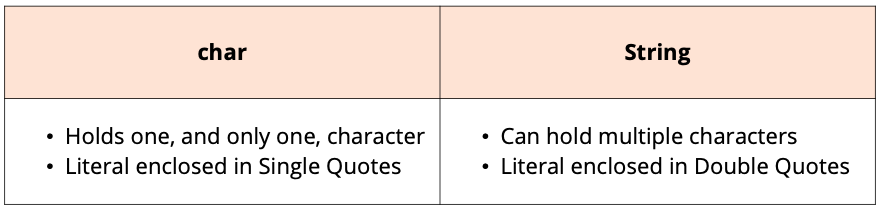 char
String
• Holds one, and only one, character
• Literal enclosed in Single Quotes
• Can hold multiple characters
• Literal enclosed in Double Quotes